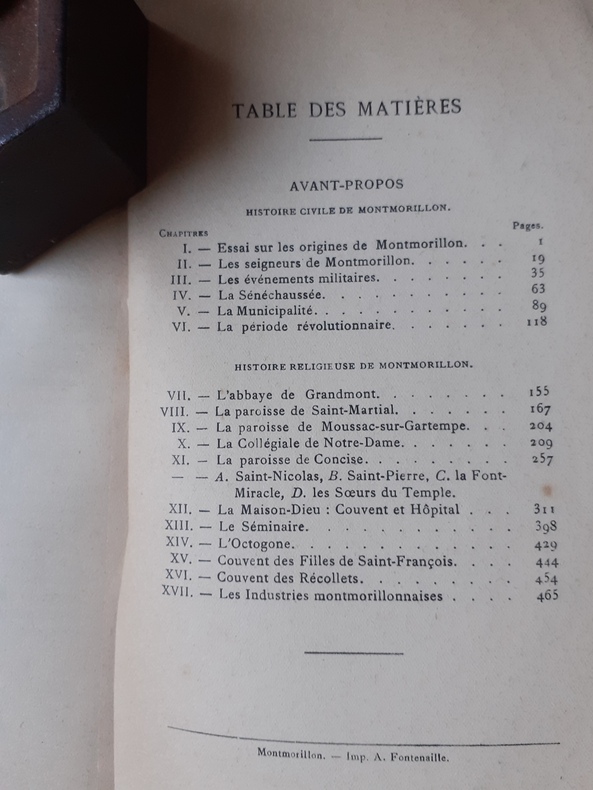 TABLE DES MATIÈRES
AVANT-PROPOS
HISTOIRE CIVILE DE MONTMORILLON.
CHAPITRES Pages.
I. — Essai sur les origines de Montmorillon. . . 1
II. — Les seigneurs de Montmorillon. . . . . . 19
III. — Les événements militaires. . . . . . . . 35
IV. — La Sénéchaussée. . . . . . . . . . . 63
V. — La Municipalité. . . . . . . . . . . 89
VI. — La période révolutionnaire. . . . . . . 118
HISTOIRE RELIGIEUSE DE MONTMORILLON.
VII. — L'abbaye de Grandmont. . . . . . . . 155
VIII. — La paroisse de Saint-Martial. . . . . . . 167
IX. — La paroisse de Moussac-sur-Gartempe. . . . 204
X. — La Collégiale de Notre-Dame. . . . . . . 209
XI. — La paroisse de Concise. . . . . . . . . 257
— — A. Saint-Nicolas, B. Saint-Pierre, C. la Font-
Miracle, D. les Sœurs du Temple.
XII. — La Maison-Dieu : Couvent et Hôpital . . . 311
XIII. — Le Séminaire. . . . . . . . . . . . 398
XIV. — L'Octogone. . . . . . . . . . . . . 429
XV. — Couvent des Filles de Saint-François. . . . 444
XVI. — Couvent des Récollets. . . . . . . . . 454
XVII. — Les Industries montmorillonnaises . . . . 465
Montmorillon. — Imp. A. Fontenaille.